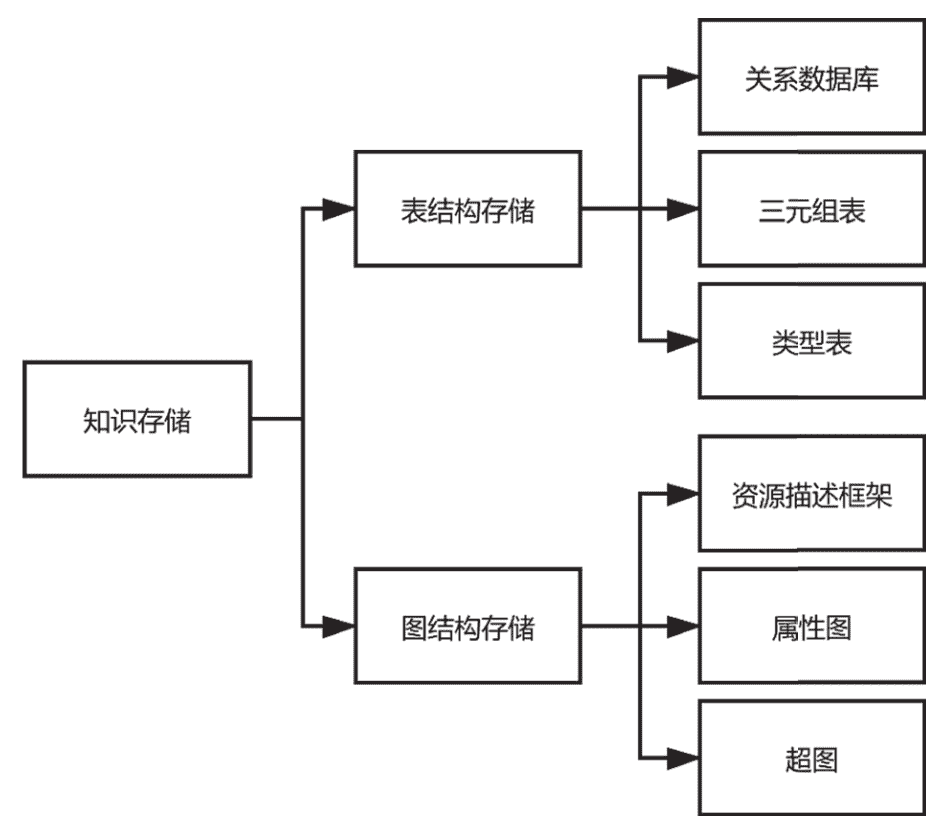 关系数据库
表结构存储
三元组表
类型表
知识存储
资源描述框架
图结构存储
属性图
超图